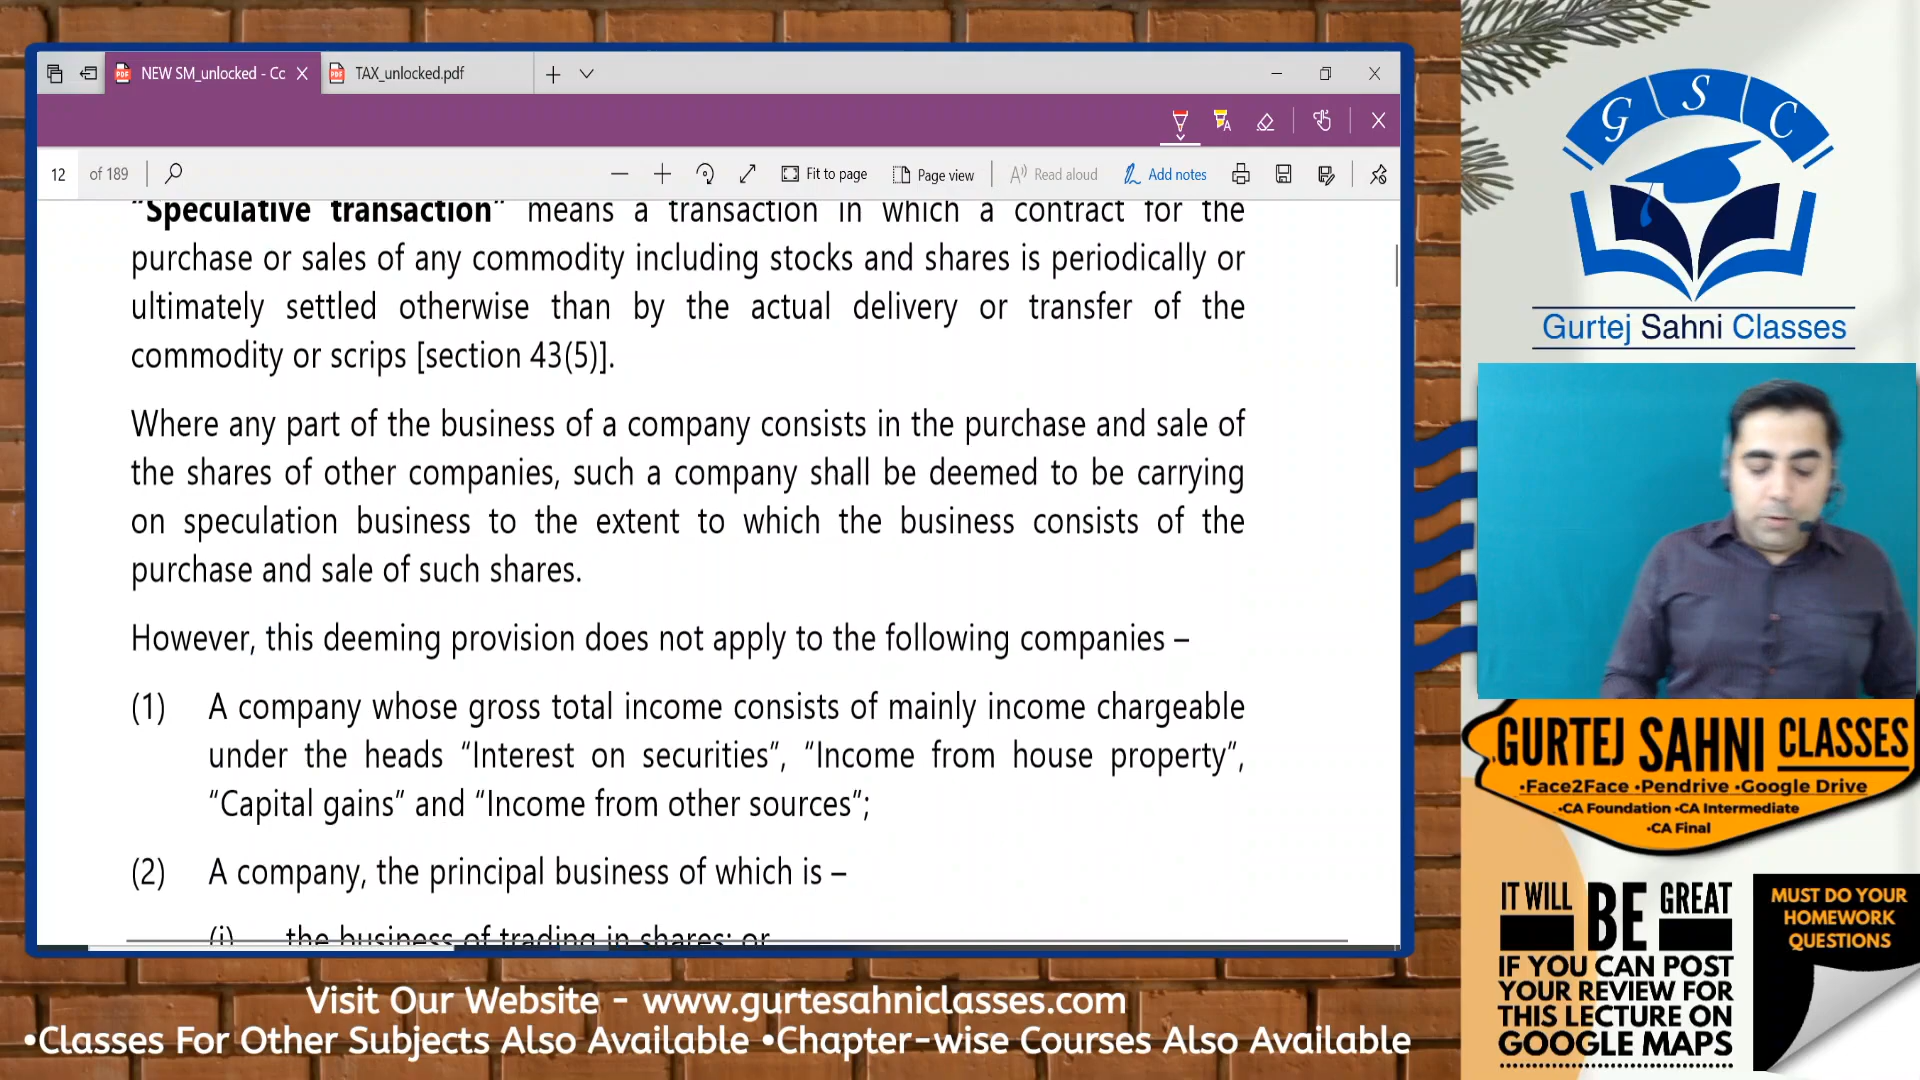 NEW SM_unlocked - Cc
TAX_unlocked.pdf
12 of 189
Fit to page
Page view
Read aloud
Add notes
"Speculative transaction" means a transaction in which a contract for the
purchase or sales of any commodity including stocks and shares is periodically or
ultimately settled otherwise than by the actual delivery or transfer of the
commodity or scrips [section 43(5)].
Where any part of the business of a company consists in the purchase and sale of
the shares of other companies, such a company shall be deemed to be carrying
on speculation business to the extent to which the business consists of the
purchase and sale of such shares.
However, this deeming provision does not apply to the following companies –
(1) A company whose gross total income consists of mainly income chargeable
under the heads “Interest on securities”, “Income from house property”,
“Capital gains” and “Income from other sources”;
(2) A company, the principal business of which is –
(i) the business of trading in shares; or
G S C
Gurtej Sahni Classes
GURTEJ SAHNI CLASSES
•Face2Face •Pendrive •Google Drive
•CA Foundation •CA Intermediate
•CA Final
IT WILL BE GREAT
IF YOU CAN POST
YOUR REVIEW FOR
THIS LECTURE ON
GOOGLE MAPS
MUST DO YOUR
HOMEWORK
QUESTIONS
Visit Our Website - www.gurtesahniclasses.com
•Classes For Other Subjects Also Available •Chapter-wise Courses Also Available